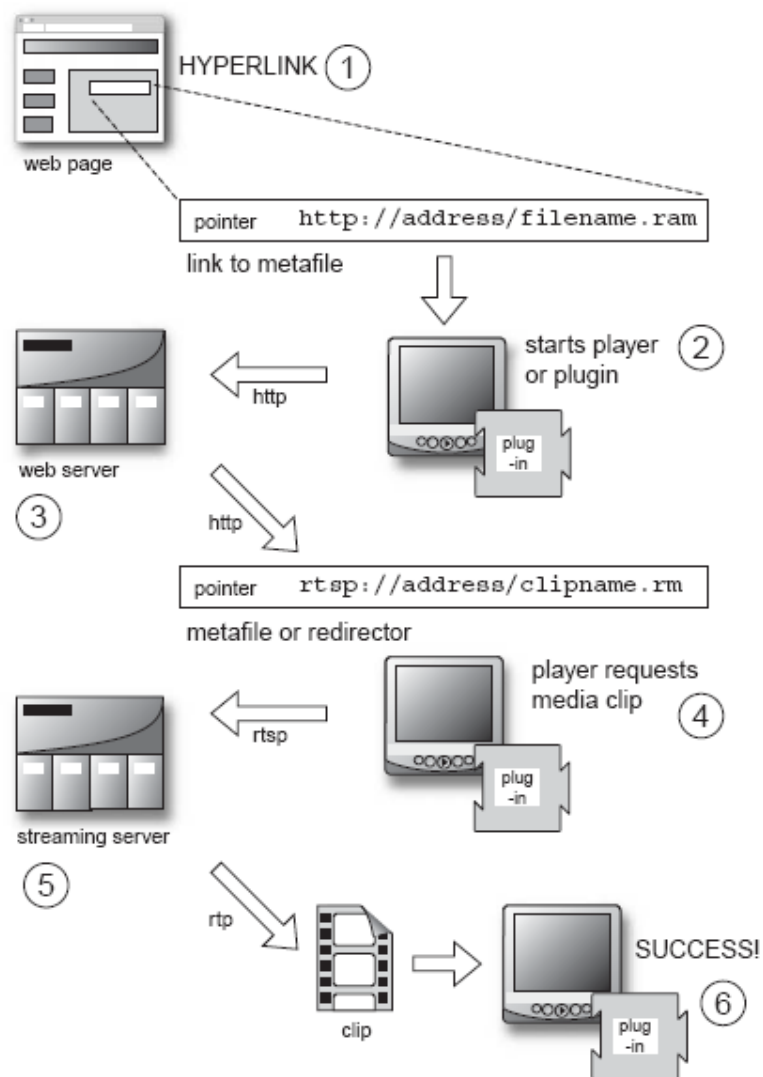 HYPERLINK 1
web page
pointer http://address/filename.ram
link to metafile
starts player 2
or plugin
http
plug
-in
web server
3
http
pointer rtsp://address/clipname.rm
metafile or redirector
player requests
media clip 4
rtsp
plug
-in
streaming server
5
rtp
SUCCESS!
6
clip
plug
-in